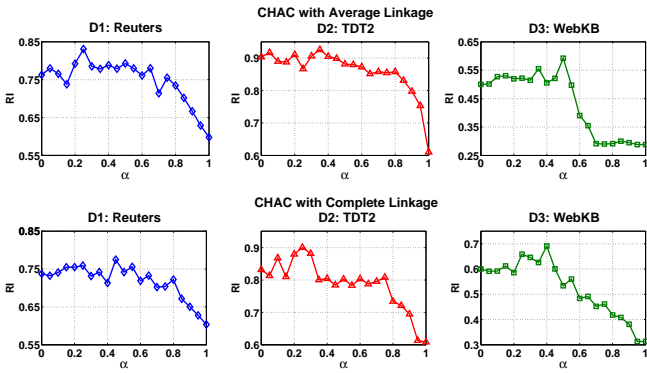 CHAC with Average Linkage
D1: Reuters
D2: TDT2
D3: WebKB
0.85
0.75
0.65
0.55
RI
0 0.2 0.4 0.6 0.8 1
α
0.9
0.8
0.7
0.6
RI
0 0.2 0.4 0.6 0.8 1
α
0.65
0.55
0.45
0.35
0.25
RI
0 0.2 0.4 0.6 0.8 1
α
CHAC with Complete Linkage
D1: Reuters
D2: TDT2
D3: WebKB
0.85
0.75
0.65
0.55
RI
0 0.2 0.4 0.6 0.8 1
α
0.9
0.8
0.7
0.6
RI
0 0.2 0.4 0.6 0.8 1
α
0.7
0.6
0.5
0.4
0.3
RI
0 0.2 0.4 0.6 0.8 1
α